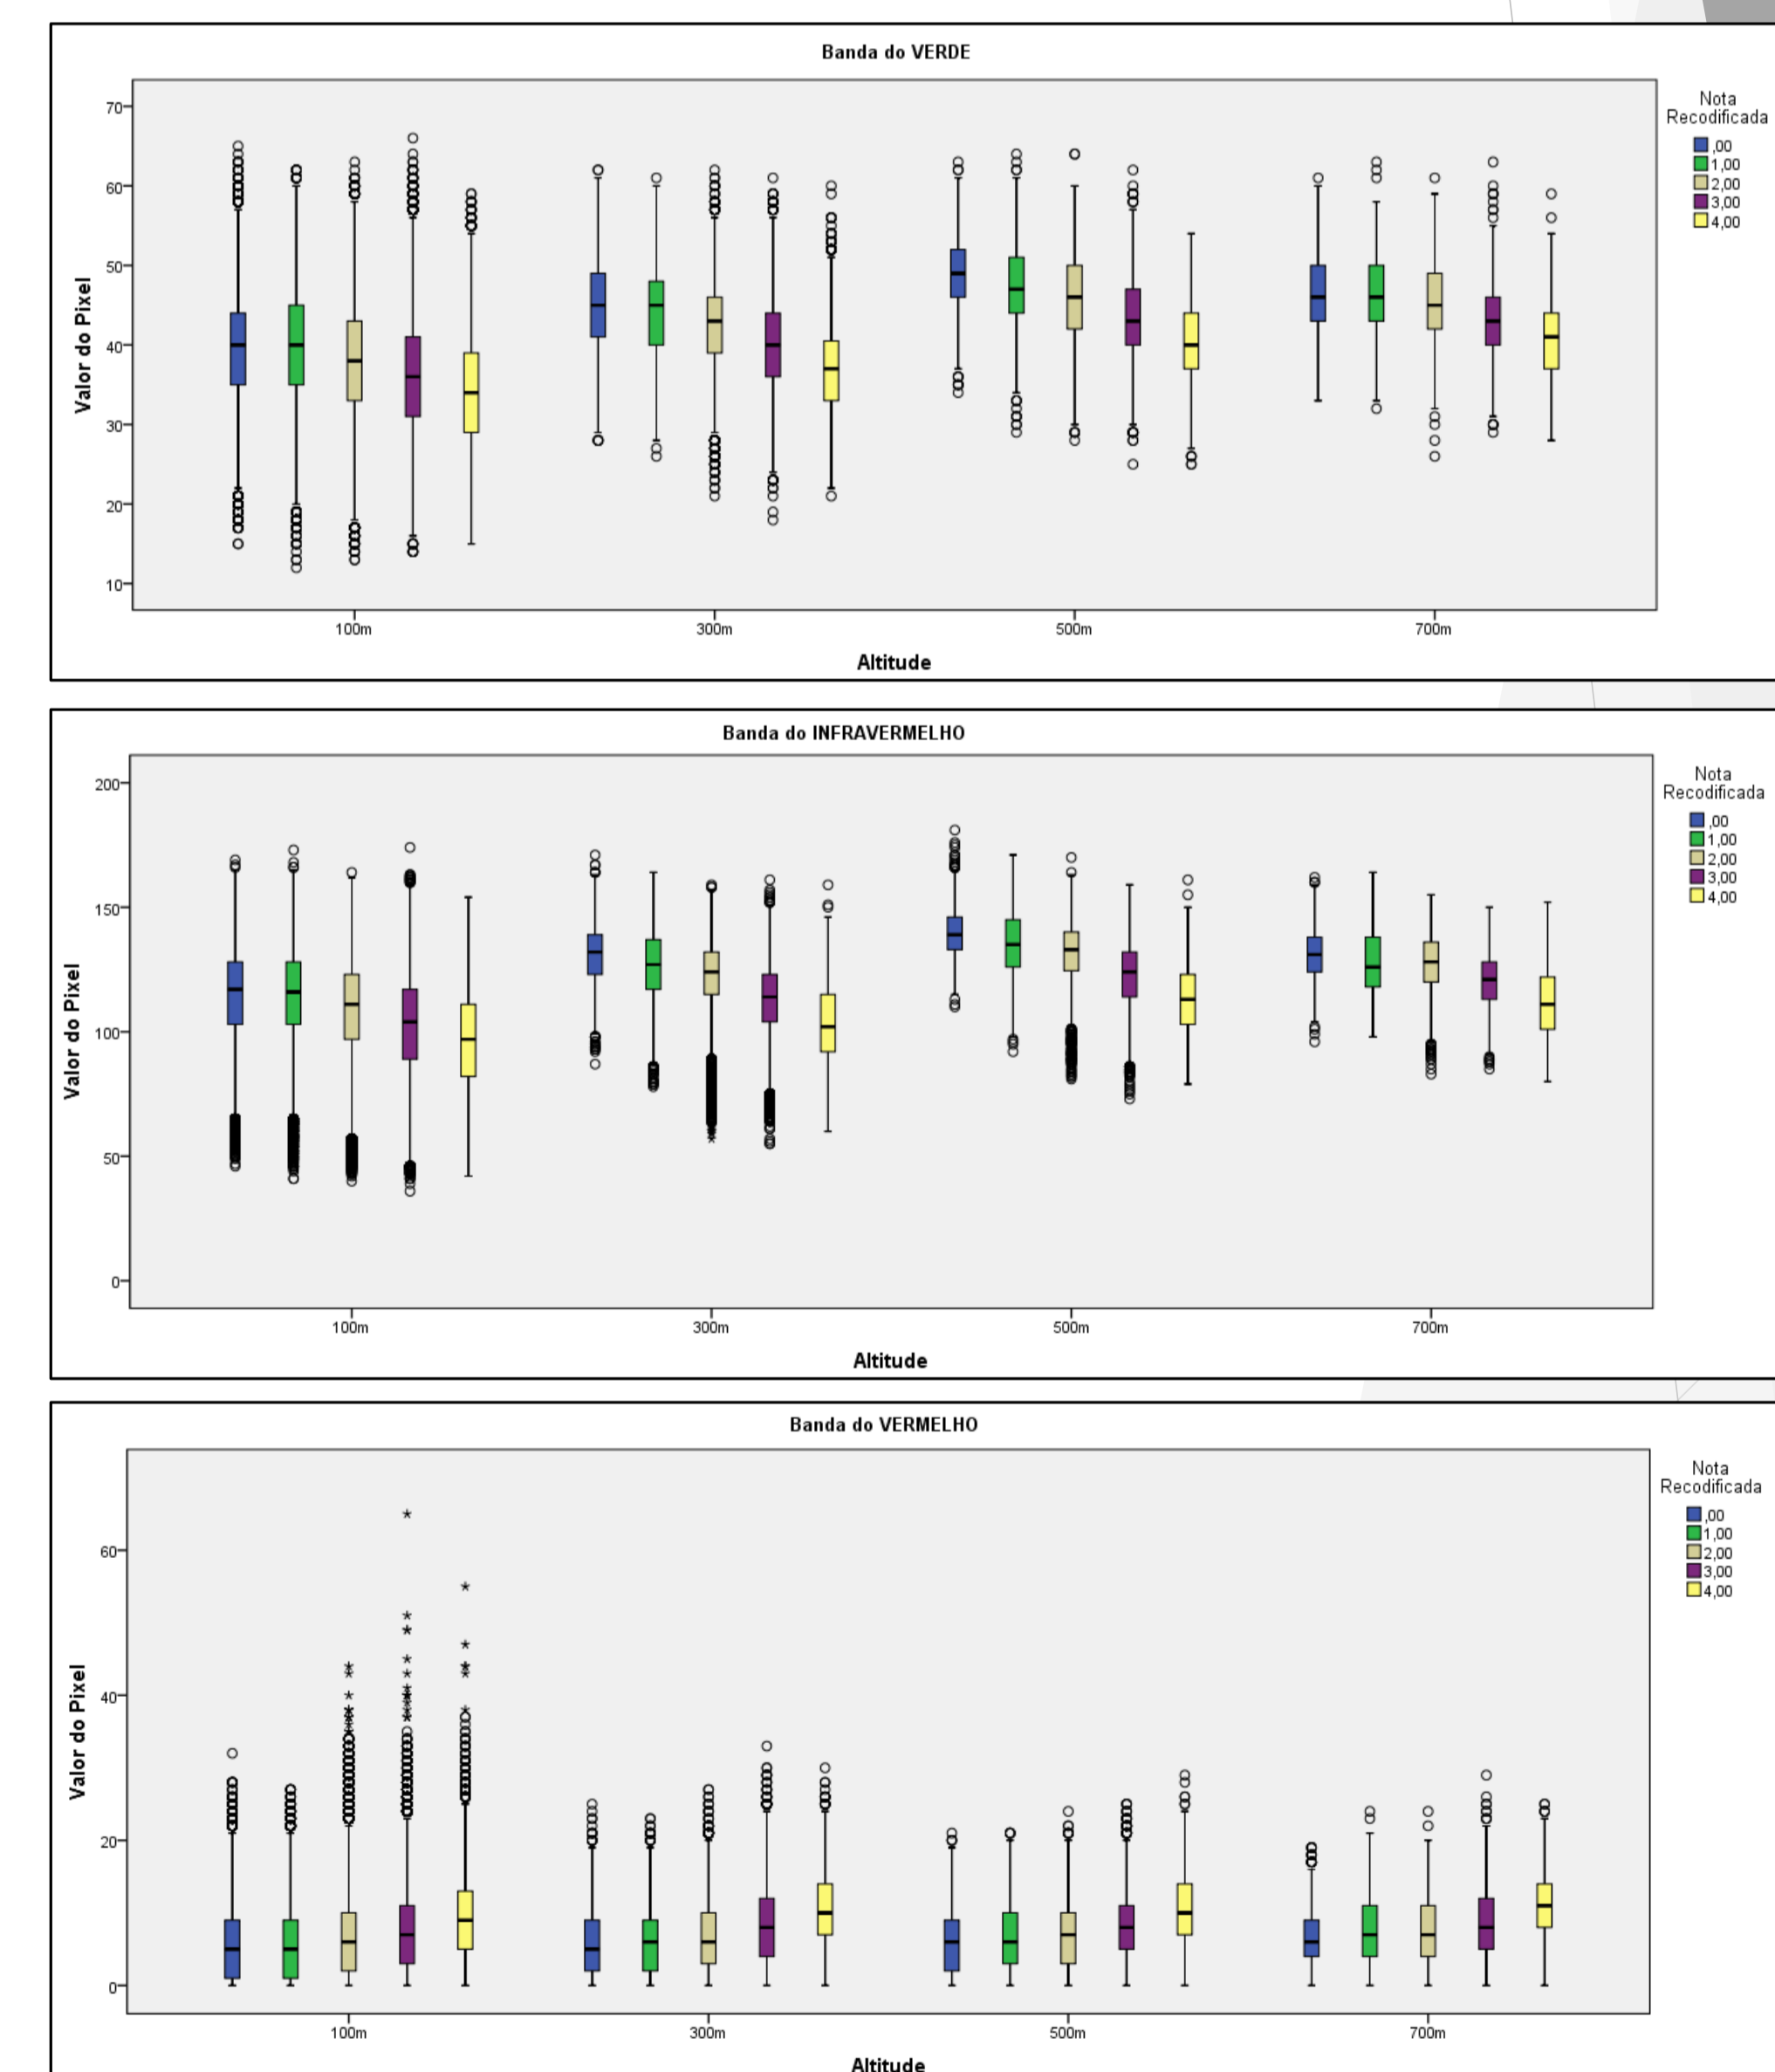 Banda do VERDE
Valor do Pixel
70
60
50
40
30
20
10
100m 300m 500m 700m
Altitude
Nota
Recodificada
,00
1,00
2,00
3,00
4,00
Banda do INFRAVERMELHO
Valor do Pixel
200
150
100
50
0
100m 300m 500m 700m
Altitude
Nota
Recodificada
,00
1,00
2,00
3,00
4,00
Banda do VERMELHO
Valor do Pixel
60
40
20
0
100m 300m 500m 700m
Altitude
Nota
Recodificada
,00
1,00
2,00
3,00
4,00